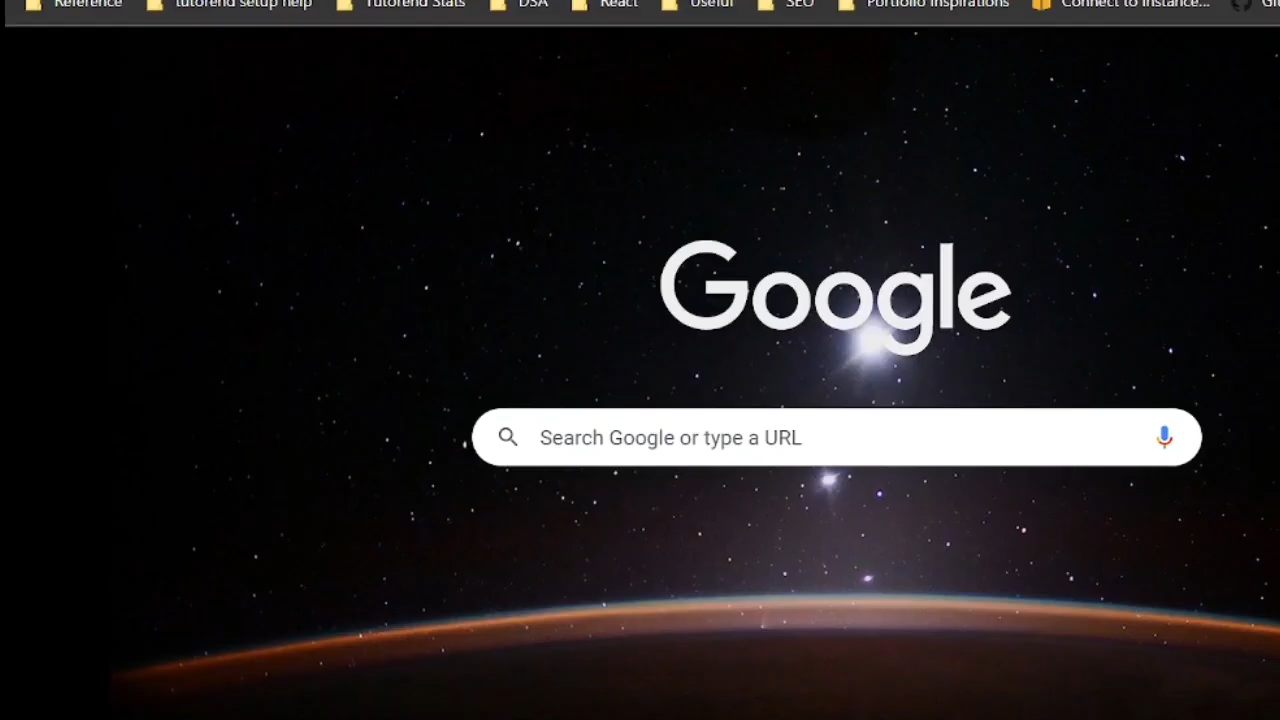 Reference tutorend setup help Tutorend Stats DSA React Useful SEO Portfolio Inspirations Connect to instance...
Google
Search Google or type a URL